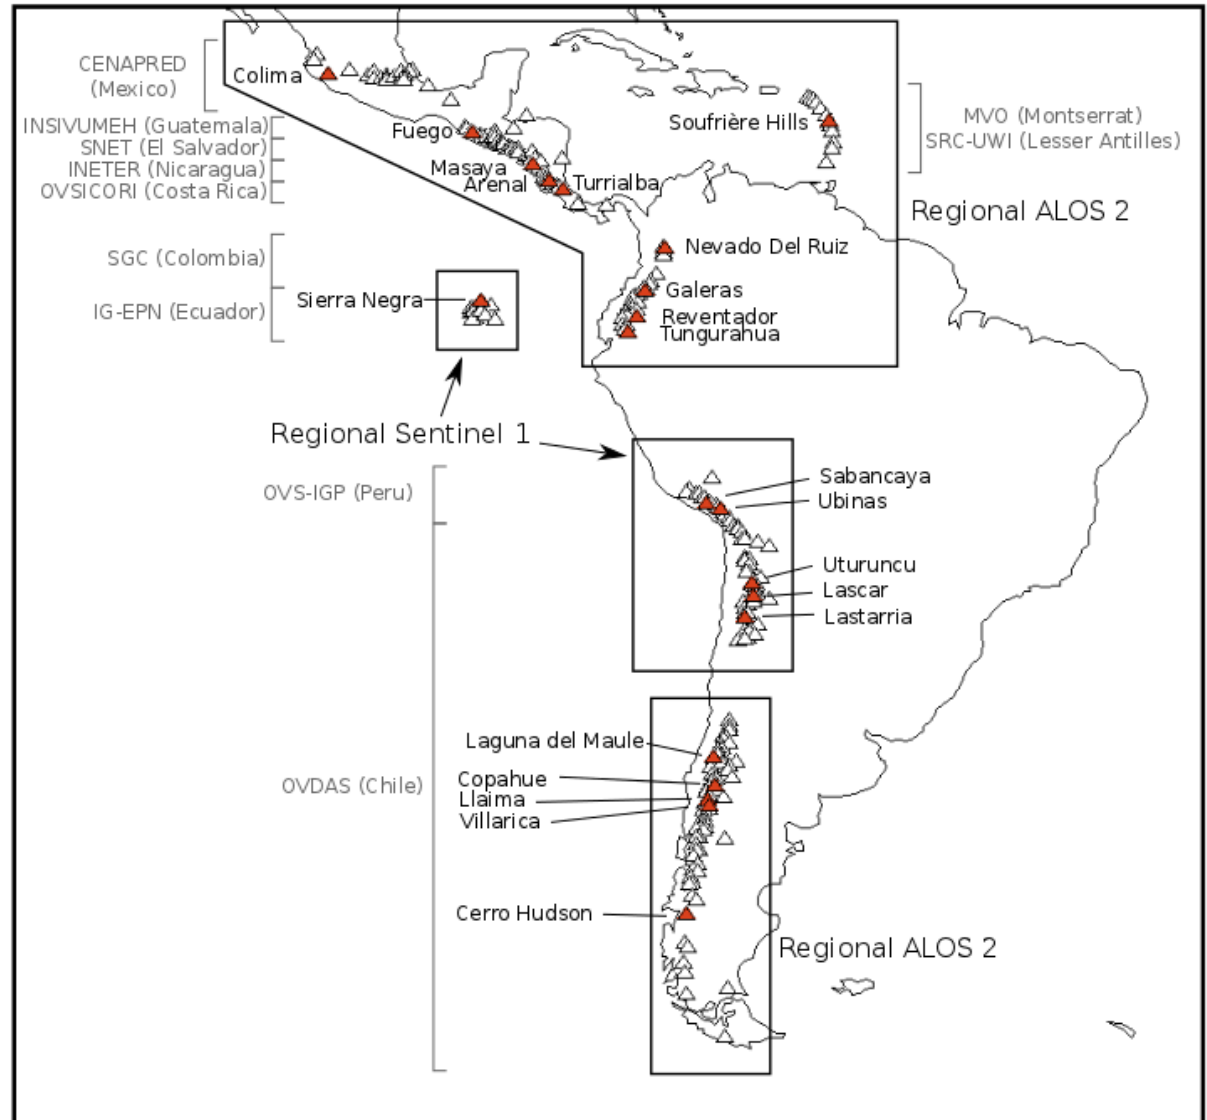 CENAPRED
(Mexico)
Colima
INSIVUMEH (Guatemala)
SNET (El Salvador)
INETER (Nicaragua)
OVSICORI (Costa Rica)
Fuego
Masaya
Arenal
Turrialba
Soufrière Hills
MVO (Montserrat)
SRC-UWI (Lesser Antilles)
Regional ALOS 2
SGC (Colombia)
IG-EPN (Ecuador)
Sierra Negra
Nevado Del Ruiz
Galeras
Reventador
Tungurahua
Regional Sentinel 1
OVS-IGP (Peru)
Sabancaya
Ubinas
Uturuncu
Lascar
Lastarria
OVDAS (Chile)
Laguna del Maule
Copahue
Llaima
Villarica
Cerro Hudson
Regional ALOS 2